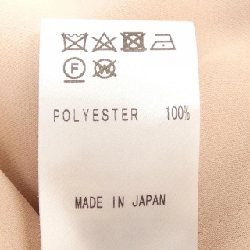 F W
POLYESTER 100%
MADE IN JAPAN